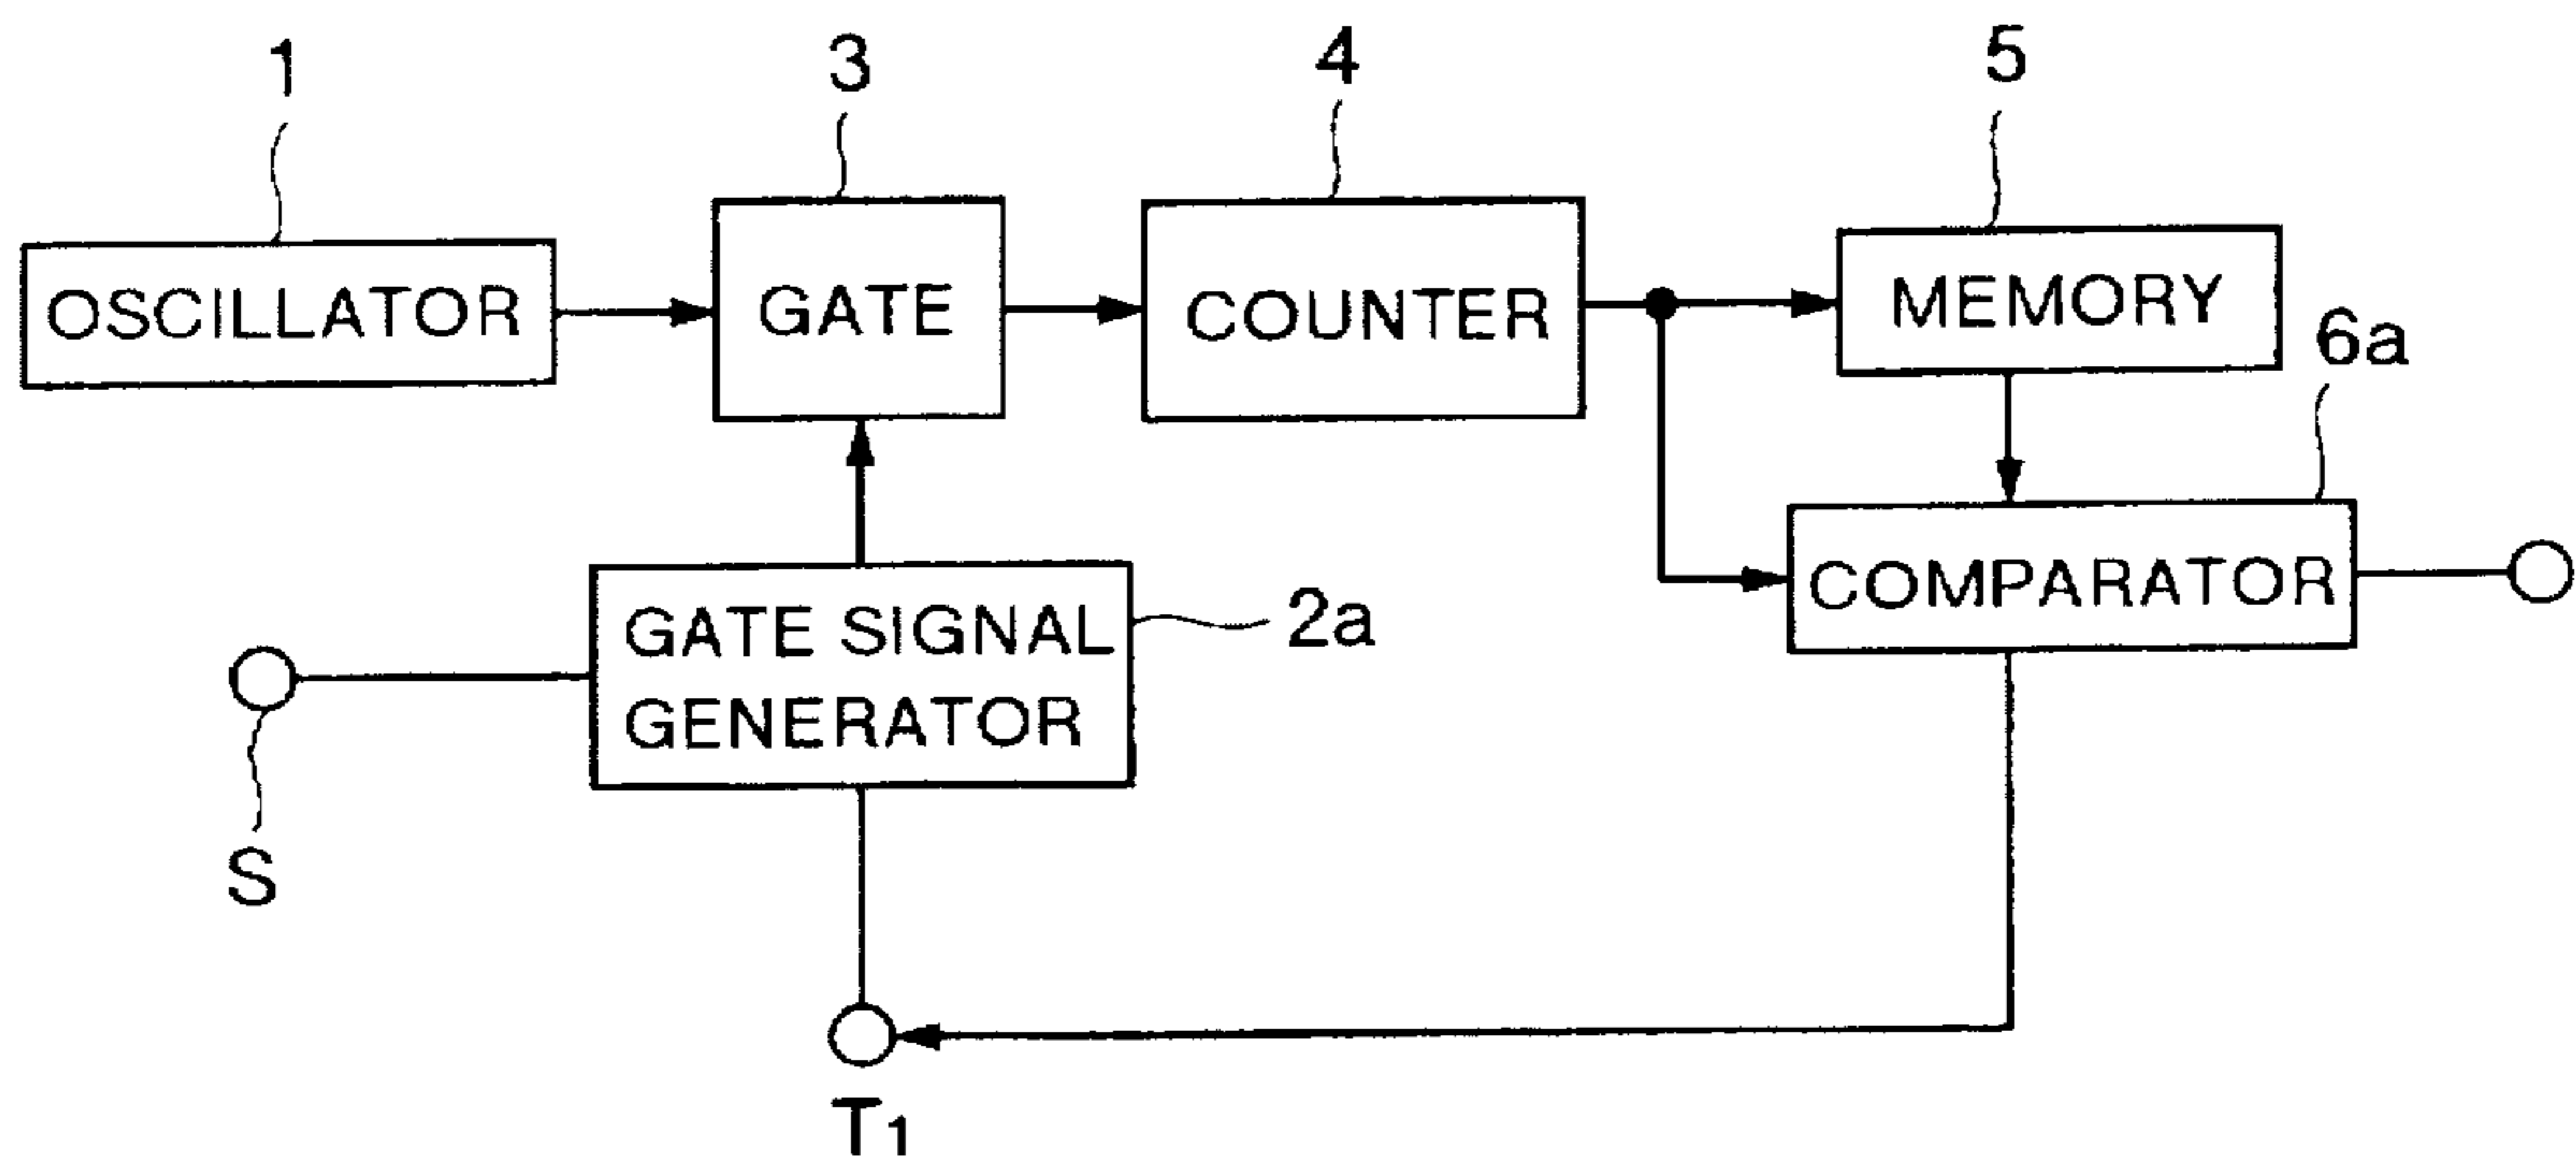 1
3
4
5
OSCILLATOR
GATE
COUNTER
MEMORY
6a
COMPARATOR
GATE SIGNAL
GENERATOR
2a
S
T1